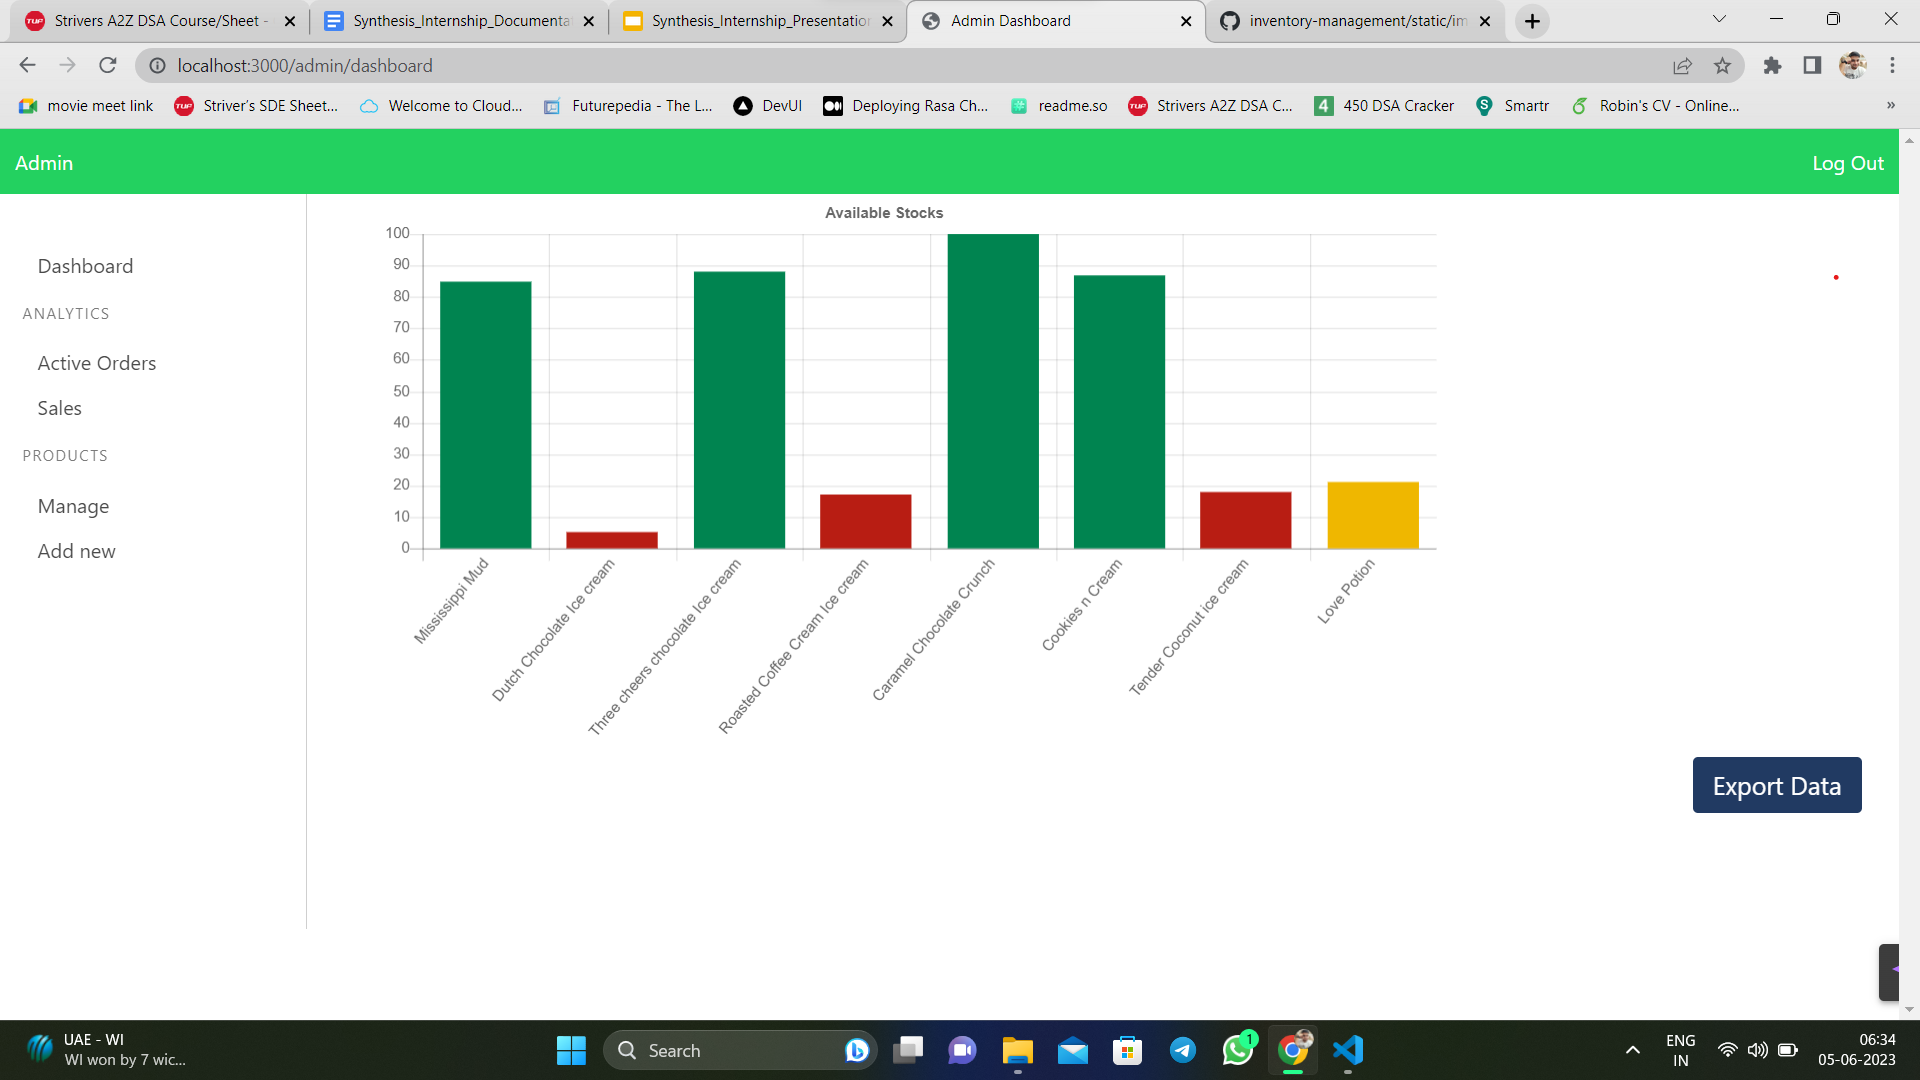 Strivers A2Z DSA Course/Sheet -
Synthesis_Internship_Documenta
Synthesis_Internship_Presentation
Admin Dashboard
inventory-management/static/im
localhost:3000/admin/dashboard
movie meet link
Striver's SDE Sheet...
Welcome to Cloud...
Futurepedia - The L...
DevUI
Deploying Rasa Ch...
readme.so
Strivers A2Z DSA C...
4
450 DSA Cracker
Smartr
Robin's CV - Online...
»
Admin
Log Out
Dashboard
ANALYTICS
Active Orders
Sales
PRODUCTS
Manage
Add new
Available Stocks
100
90
80
70
60
50
40
30
20
10
0
Mississippi Mud
Dutch Chocolate Ice cream
Three cheers chocolate Ice cream
Roasted Coffee Cream Ice cream
Caramel Chocolate Crunch
Cookies n Cream
Tender Coconut ice cream
Love Potion
Export Data
UAE - WI
WI won by 7 wic...
Search
1
ENG
IN
06:34
05-06-2023